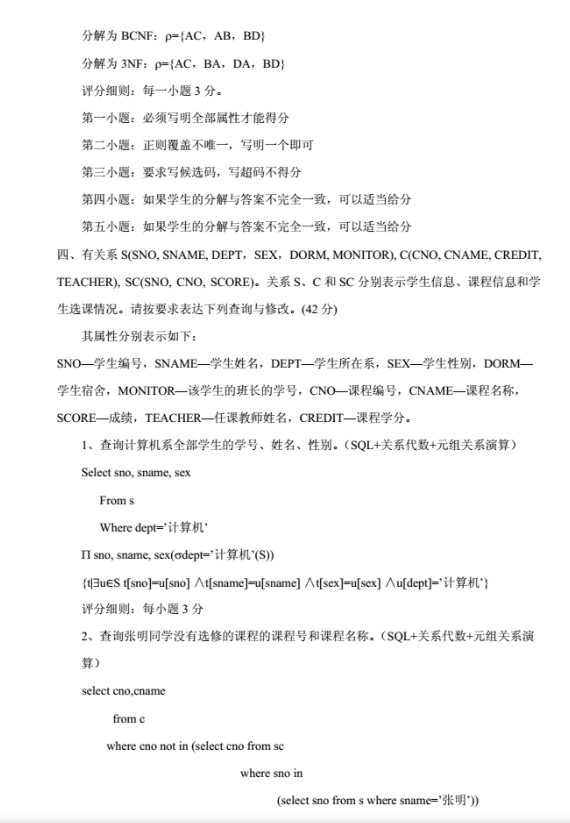 分解为 BCNF：ρ={AC，AB，BD}
分解为 3NF：ρ={AC，BA，DA，BD}
评分细则：每一小题 3 分。
第一小题：必须写明全部属性才能得分
第二小题：正则覆盖不唯一，写明一个即可
第三小题：要求写候选码，写超码不得分
第四小题：如果学生的分解与答案不完全一致，可以适当给分
第五小题：如果学生的分解与答案不完全一致，可以适当给分
四、有关系 S(SNO, SNAME, DEPT，SEX，DORM, MONITOR), C(CNO, CNAME, CREDIT,
TEACHER), SC(SNO, CNO, SCORE)。关系 S、C 和 SC 分别表示学生信息、课程信息和学
生选课情况。请按要求表达下列查询与修改。(42 分)
其属性分别表示如下：
SNO—学生编号，SNAME—学生姓名，DEPT—学生所在系，SEX—学生性别，DORM—
学生宿舍，MONITOR—该学生的班长的学号，CNO—课程编号，CNAME—课程名称，
SCORE—成绩，TEACHER—任课教师姓名，CREDIT—课程学分。
1、查询计算机系全部学生的学号、姓名、性别。（SQL+关系代数+元组关系演算）
Select sno, sname, sex
From s
Where dept=’计算机’
Π sno, sname, sex(σdept=’计算机’(S))
{t|∃u∈S t[sno]=u[sno] ∧t[sname]=u[sname] ∧t[sex]=u[sex] ∧u[dept]=’计算机’}
评分细则：每小题 3 分
2、查询张明同学没有选修的课程的课程号和课程名称。（SQL+关系代数+元组关系演
算）
select cno,cname
from c
where cno not in (select cno from sc
where sno in
(select sno from s where sname=’张明’))